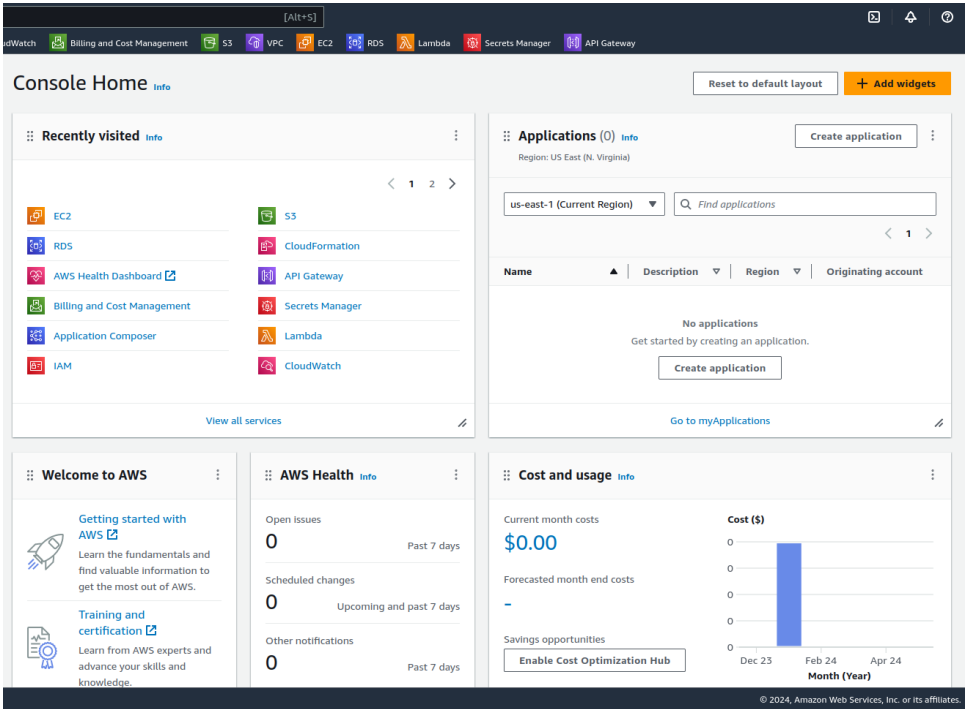 [Alt+S]
Billing and Cost Management S3 VPC EC2 RDS Lambda Secrets Manager API Gateway
Console Home Info
Reset to default layout
+ Add widgets
Recently visited Info
1 2
EC2
RDS
AWS Health Dashboard
Billing and Cost Management
Application Composer
IAM
S3
CloudFormation
API Gateway
Secrets Manager
Lambda
CloudWatch
View all services
Applications (0) Info
Region: US East (N. Virginia)
Create application
us-east-1 (Current Region)
Find applications
1
Name Description Region Originating account
No applications
Get started by creating an application.
Create application
Go to myApplications
Welcome to AWS
Getting started with
AWS
Learn the fundamentals and
find valuable information to
get the most out of AWS.
Training and
certification
Learn from AWS experts and
advance your skills and
knowledge.
AWS Health Info
Open issues
0 Past 7 days
Scheduled changes
0 Upcoming and past 7 days
Other notifications
0 Past 7 days
Cost and usage Info
Current month costs
$0.00
Forecasted month end costs
-
Savings opportunities
Enable Cost Optimization Hub
Cost ($)
0
0
0
0
0
Dec 23 Feb 24 Apr 24
Month (Year)
© 2024, Amazon Web Services, Inc. or its affiliates.